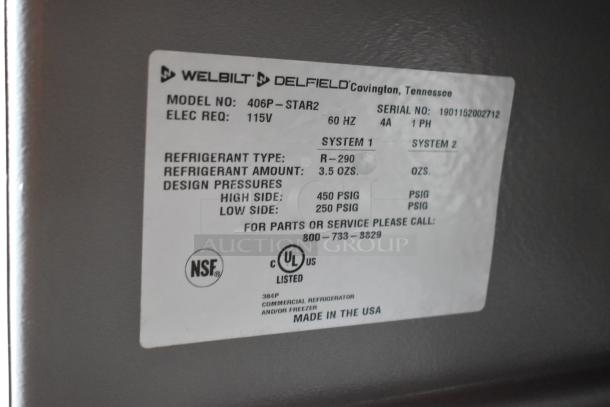 WELBILT DELFIELD Covington, Tennessee
MODEL NO: 406P-STAR2 SERIAL NO: 1901152002712
ELEC REQ: 115V 60 HZ 4A 1 PH
SYSTEM 1 SYSTEM 2
REFRIGERANT TYPE: R-290
REFRIGERANT AMOUNT: 3.5 OZS. OZS.
DESIGN PRESSURES
HIGH SIDE: 450 PSIG PSIG
LOW SIDE: 250 PSIG PSIG
FOR PARTS OR SERVICE PLEASE CALL:
800-733-8829
AUCTION GROUP
NSF® C UL US
LISTED
384P
COMMERCIAL REFRIGERATOR
AND/OR FREEZER
MADE IN THE USA